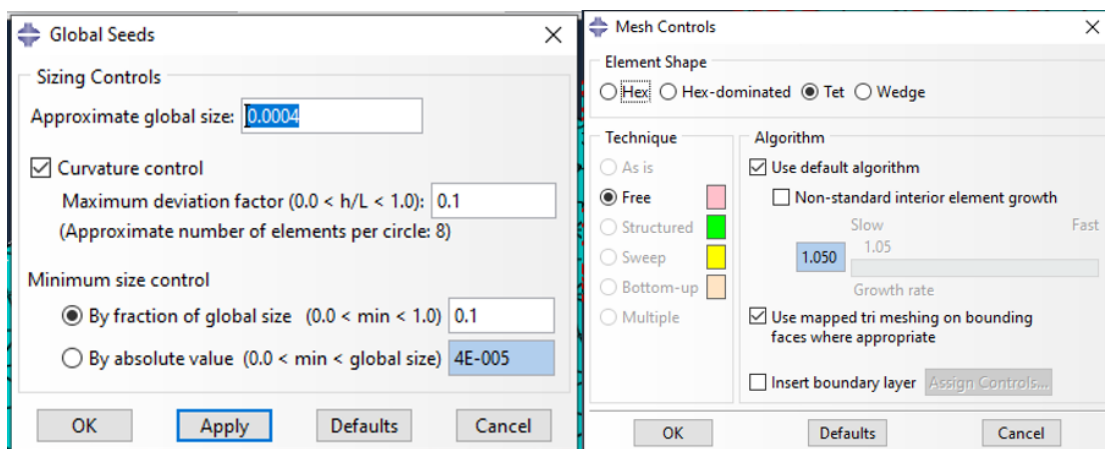 Global Seeds
Sizing Controls
Approximate global size: 0.0004
Curvature control
Maximum deviation factor (0.0 < h/L < 1.0): 0.1
(Approximate number of elements per circle: 8)
Minimum size control
By fraction of global size (0.0 < min < 1.0) 0.1
By absolute value (0.0 < min < global size) 4E-005
OK Apply Defaults Cancel
Mesh Controls
Element Shape
Hex Hex-dominated Tet Wedge
Technique
As is
Free
Structured
Sweep
Bottom-up
Multiple
Algorithm
Use default algorithm
Non-standard interior element growth
Slow Fast
1.05
1.050
Growth rate
Use mapped tri meshing on bounding
faces where appropriate
Insert boundary layer Assign Controls...
OK Defaults Cancel